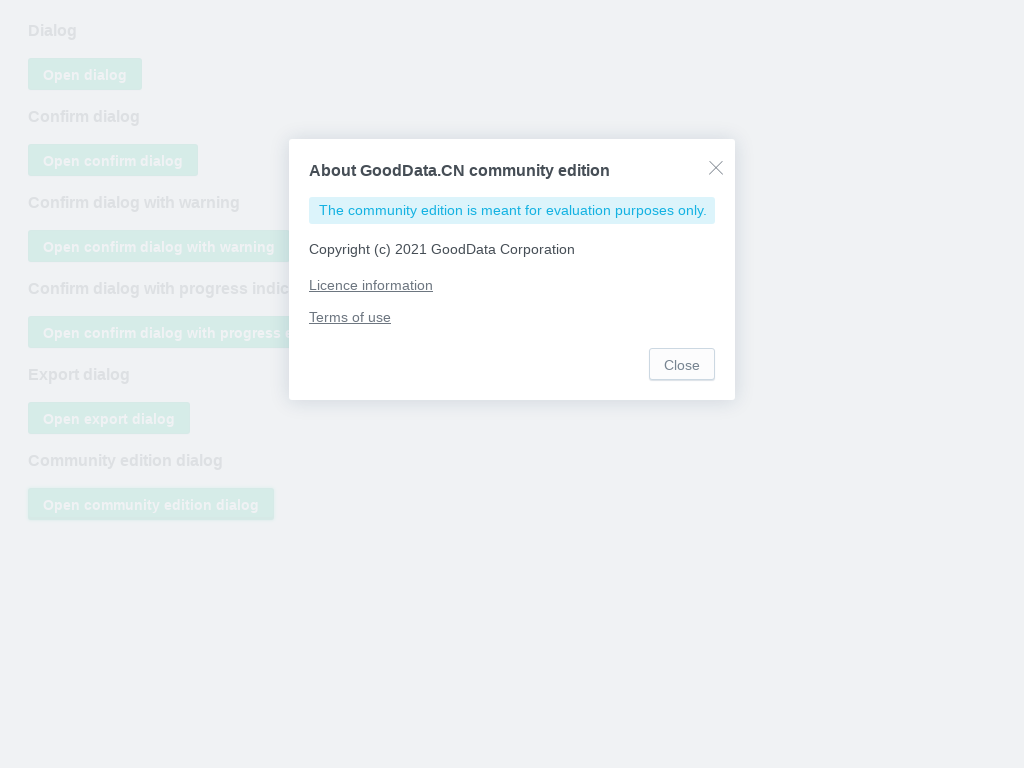 Dialog
Open dialog
Confirm dialog
Open confirm dialog
Confirm dialog with warning
Open confirm dialog with warning
Confirm dialog with progress indic
Open confirm dialog with progress
Export dialog
Open export dialog
Community edition dialog
Open community edition dialog
About GoodData.CN community edition
The community edition is meant for evaluation purposes only.
Copyright (c) 2021 GoodData Corporation
Licence information
Terms of use
Close